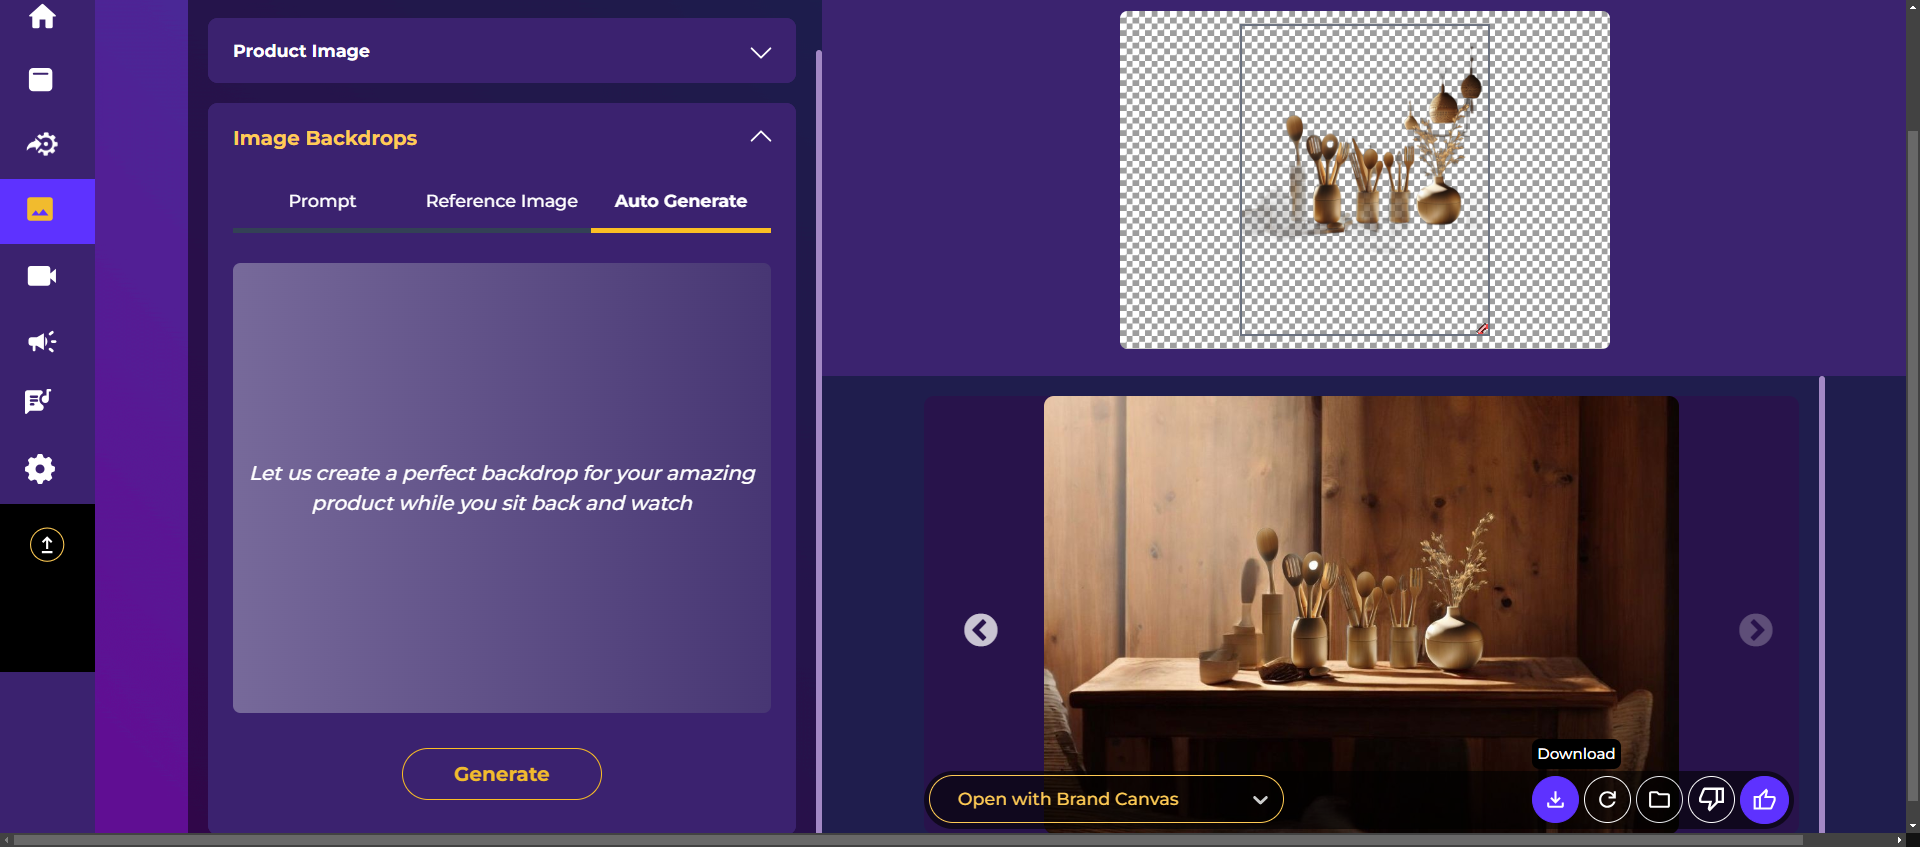 Product Image
Image Backdrops
Prompt
Reference Image
Auto Generate
Let us create a perfect backdrop for your amazing
product while you sit back and watch
Generate
Download
Open with Brand Canvas